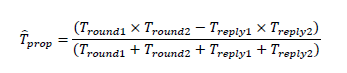 T̂_prop = (T_round1 × T_round2 − T_reply1 × T_reply2) / (T_round1 + T_round2 + T_reply1 + T_reply2)